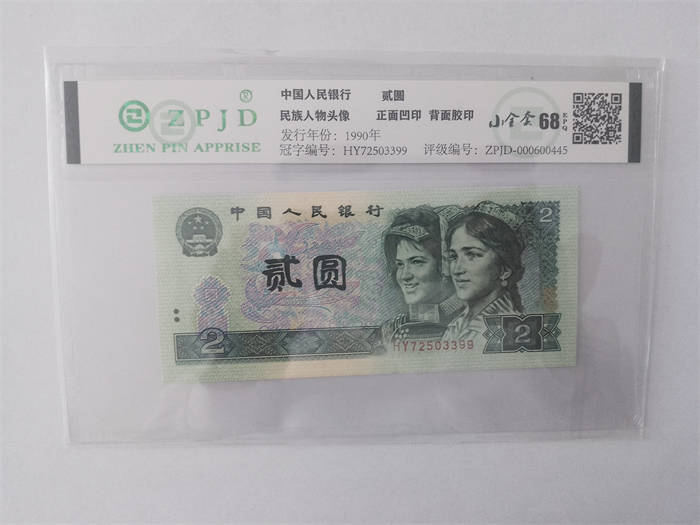 ZPJD
ZHEN PIN APPRISE
中国人民银行 贰圆
民族人物头像 正面凹印 背面胶印
发行年份: 1990年
冠字编号: HY72503399 评级编号: ZPJD-000600445
小全套 68 EPQ
中国人民银行
2
贰圆
2
HY72503399
2